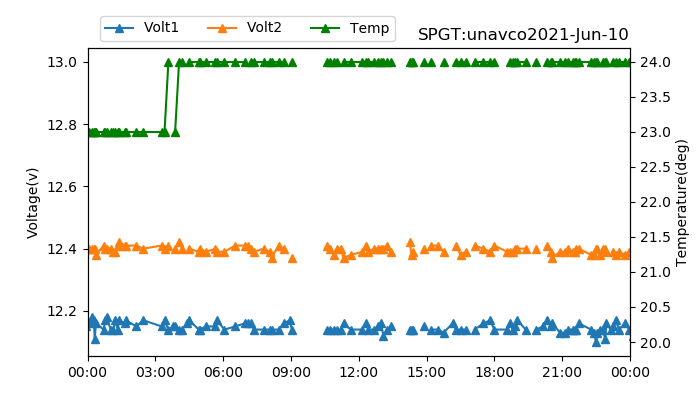 Volt1 Volt2 Temp
SPGT:unavco2021-Jun-10
13.0
12.8
12.6
12.4
12.2
Voltage(v)
24.0
23.5
23.0
22.5
22.0
21.5
21.0
20.5
20.0
Temperature(deg)
00:00 03:00 06:00 09:00 12:00 15:00 18:00 21:00 00:00